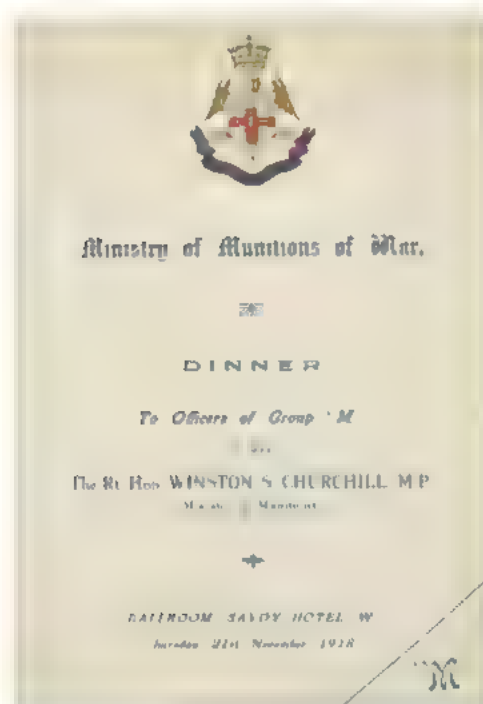 Ministry of Munitions of War.
DINNER
To Officers of Group 'M
The Rt Hon WINSTON S CHURCHILL M P
BALLROOM SAVOY HOTEL W
21st November 1918
"M